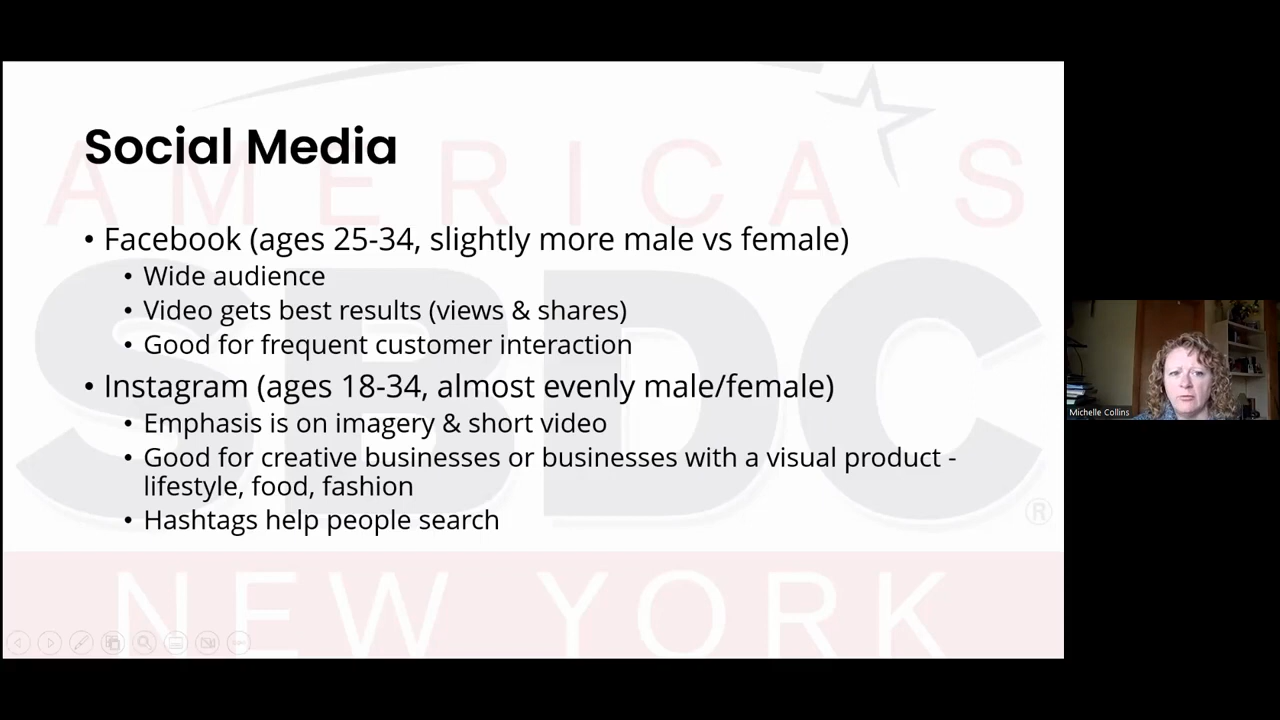 Social Media
• Facebook (ages 25-34, slightly more male vs female)
• Wide audience
• Video gets best results (views & shares)
• Good for frequent customer interaction
• Instagram (ages 18-34, almost evenly male/female)
• Emphasis is on imagery & short video
• Good for creative businesses or businesses with a visual product -
lifestyle, food, fashion
• Hashtags help people search
AMERICA'S
SBDC®
NEW YORK
Michelle Collins